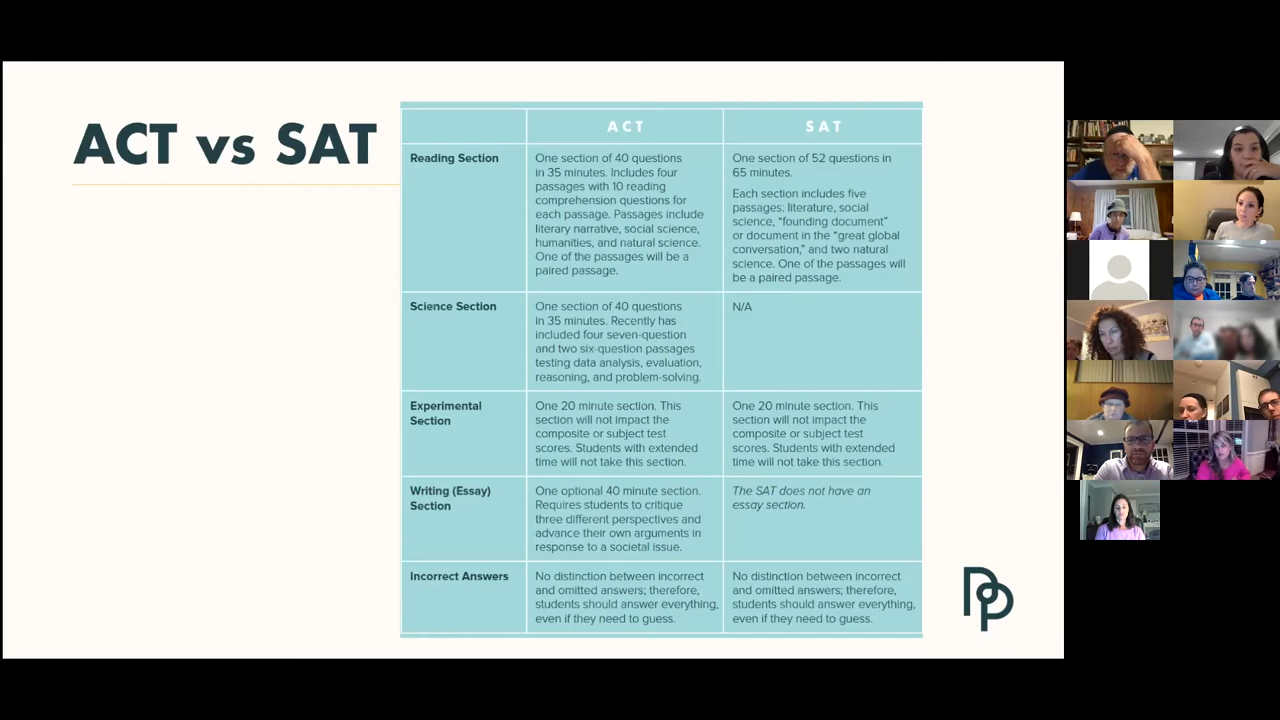 ACT vs SAT
ACT
SAT
Reading Section
One section of 40 questions
in 35 minutes. Includes four
passages with 10 reading
comprehension questions for
each passage. Passages include
literary narrative, social science,
humanities, and natural science.
One of the passages will be a
paired passage.
One section of 52 questions in
65 minutes.
Each section includes five
passages: literature, social
science, “founding document”
or document in the “great global
conversation,” and two natural
science. One of the passages will
be a paired passage.
Science Section
One section of 40 questions
in 35 minutes. Recently has
included four seven-question
and two six-question passages
testing data analysis, evaluation,
reasoning, and problem-solving.
N/A
Experimental
Section
One 20 minute section. This
section will not impact the
composite or subject test
scores. Students with extended
time will not take this section.
One 20 minute section. This
section will not impact the
composite or subject test
scores. Students with extended
time will not take this section.
Writing (Essay)
Section
One optional 40 minute section.
Requires students to critique
three different perspectives and
advance their own arguments in
response to a societal issue.
The SAT does not have an
essay section.
Incorrect Answers
No distinction between incorrect
and omitted answers; therefore,
students should answer everything,
even if they need to guess.
No distinction between incorrect
and omitted answers; therefore,
students should answer everything,
even if they need to guess.
PP